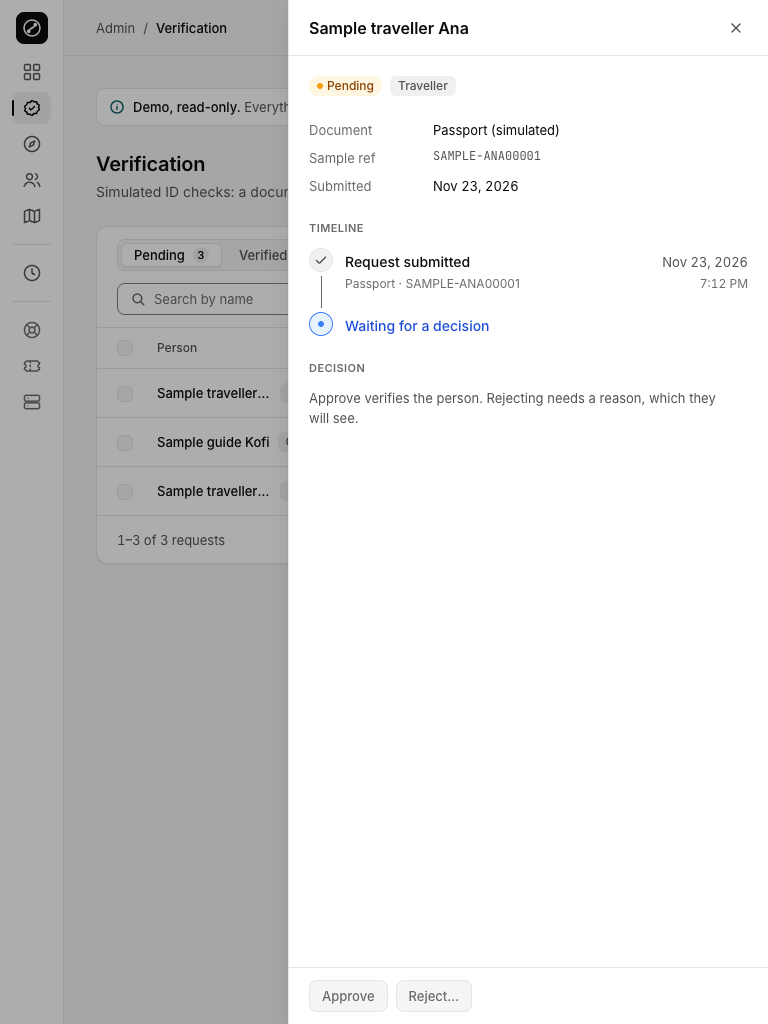 Admin / Verification
Demo, read-only. Everyth
Verification
Simulated ID checks: a docur
Pending 3 Verified
Search by name
Person
Sample traveller...
Sample guide Kofi
Sample traveller...
1–3 of 3 requests
Sample traveller Ana
Pending Traveller
Document Passport (simulated)
Sample ref SAMPLE-ANA00001
Submitted Nov 23, 2026
TIMELINE
Request submitted Nov 23, 2026
Passport · SAMPLE-ANA00001 7:12 PM
Waiting for a decision
DECISION
Approve verifies the person. Rejecting needs a reason, which they
will see.
Approve Reject...